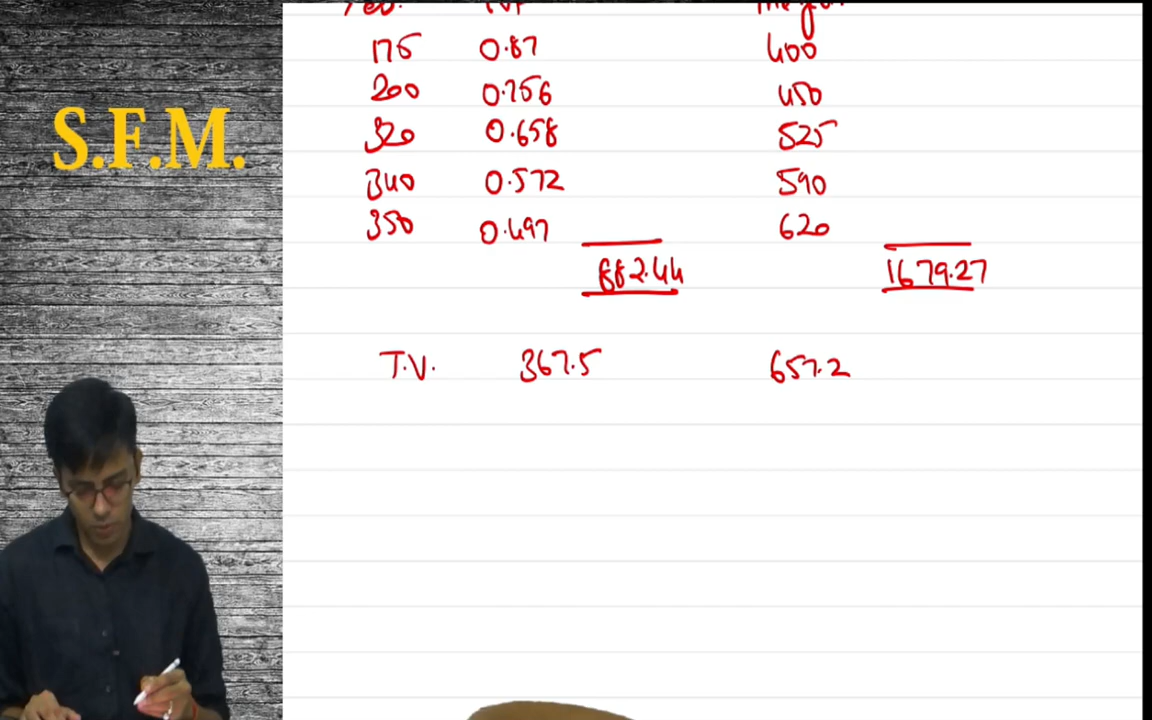 S.F.M.
175 0.87 400
200 0.756 450
320 0.658 525
340 0.572 590
350 0.497 620
882.44 1679.27
T.V. 367.5 657.2